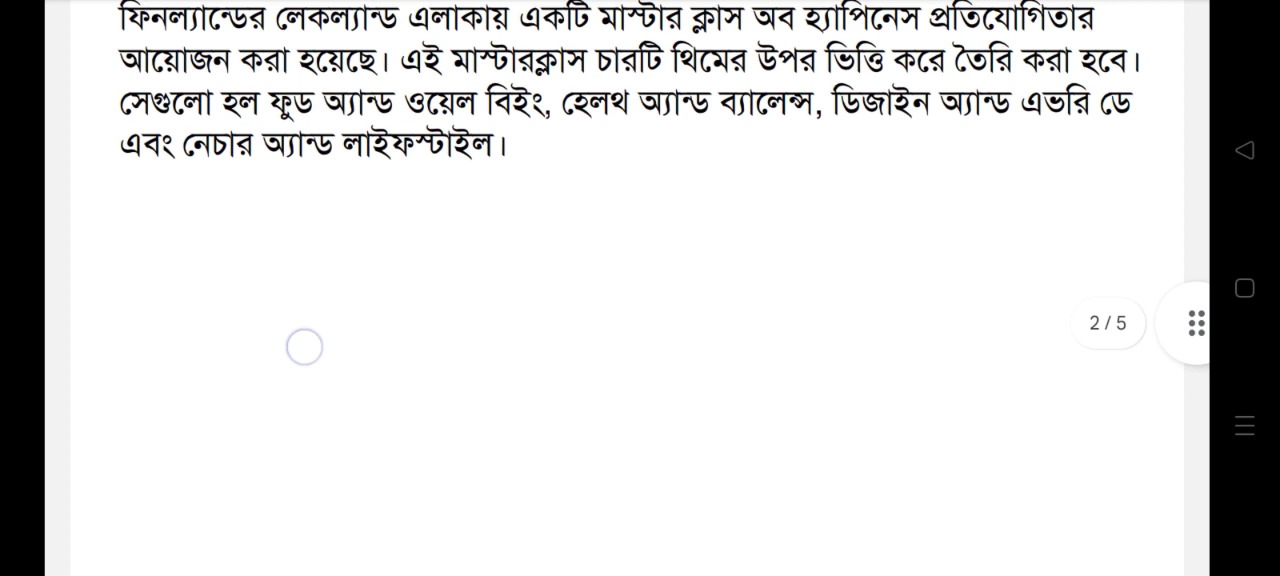 ফিনল্যান্ডের লেকল্যান্ড এলাকায় একটি মাস্টার ক্লাস অব হ্যাপিনেস প্রতিযোগিতার
আয়োজন করা হয়েছে। এই মাস্টারক্লাস চারটি থিমের উপর ভিত্তি করে তৈরি করা হবে।
সেগুলো হল ফুড অ্যান্ড ওয়েল বিইং, হেলথ অ্যান্ড ব্যালেন্স, ডিজাইন অ্যান্ড এভরি ডে
এবং নেচার অ্যান্ড লাইফস্টাইল।
2 / 5